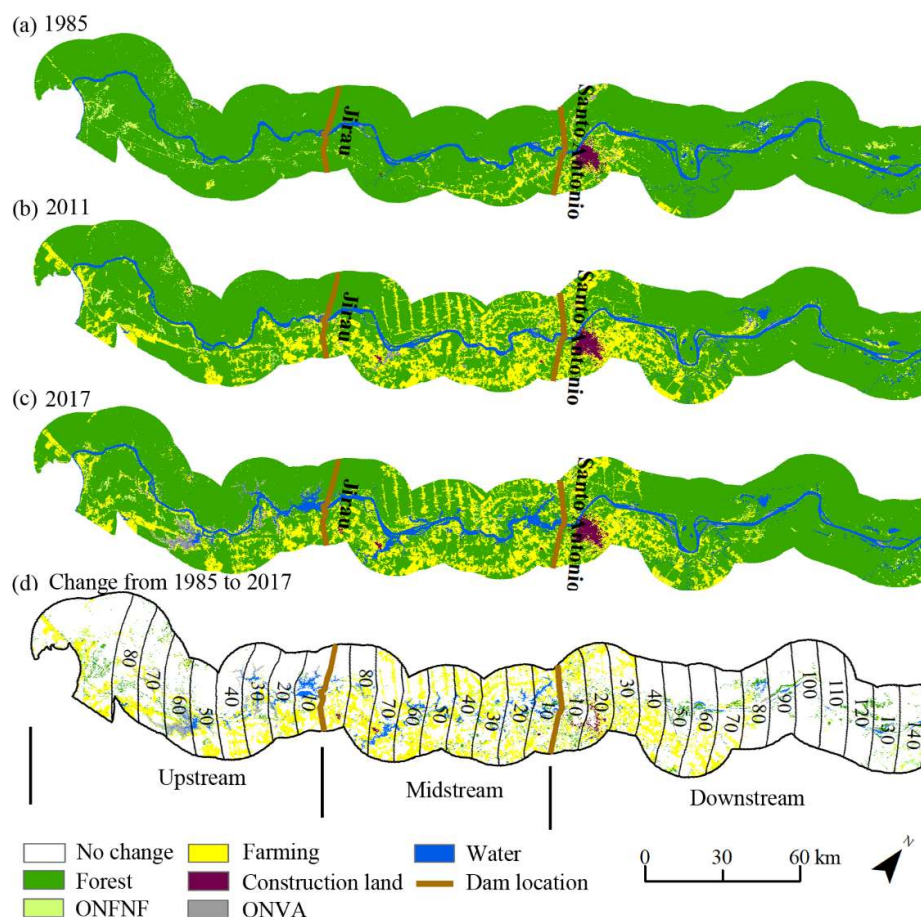 (a) 1985
Jirau
Santo Antonio
(b) 2011
Jirau
Santo Antonio
(c) 2017
Jirau
Santo Antonio
(d) Change from 1985 to 2017
80 70 60 50 40 30 20 10 80 70 60 50 40 30 20 10 10 20 30 40 50 60 70 80 90 100 110 120 130 140
Upstream Midstream Downstream
No change Farming Water
Forest Construction land Dam location
ONFNF ONVA
0 30 60 km
N